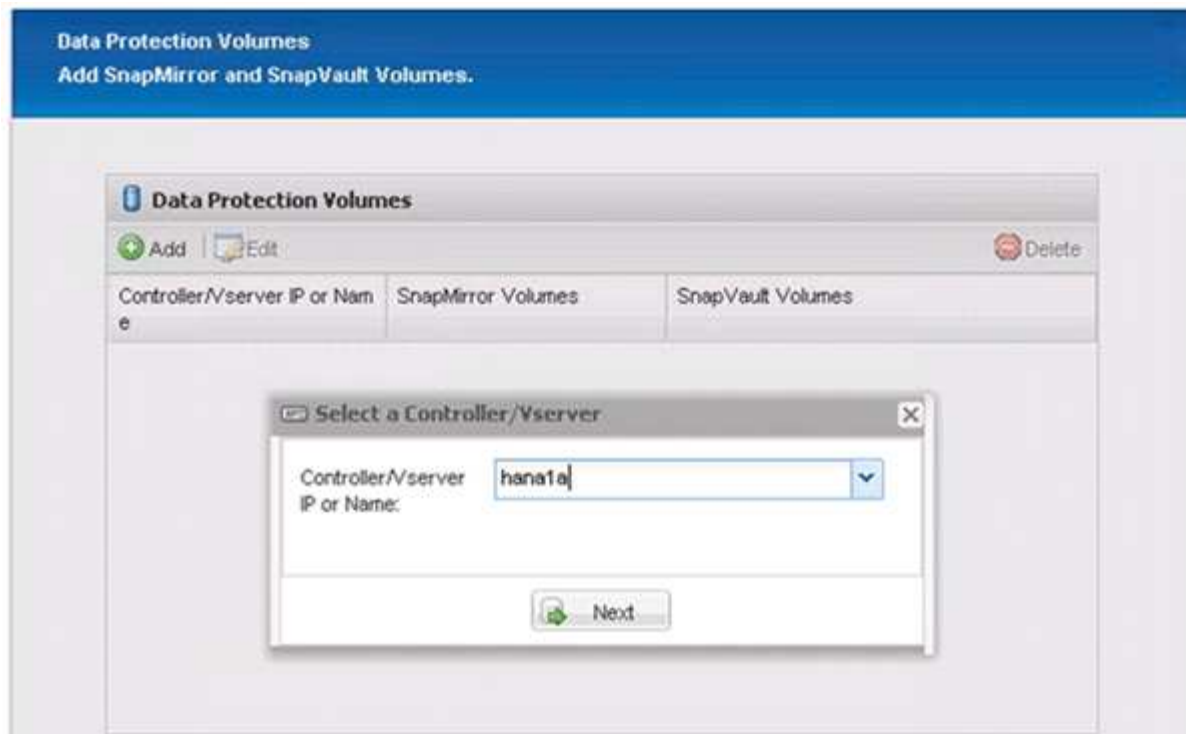 Data Protection Volumes
Add SnapMirror and SnapVault Volumes.
Data Protection Volumes
Add Edit Delete
Controller/Vserver IP or Nam SnapMirror Volumes SnapVault Volumes
e
Select a Controller/Vserver
Controller/Vserver hana1a
IP or Name:
Next